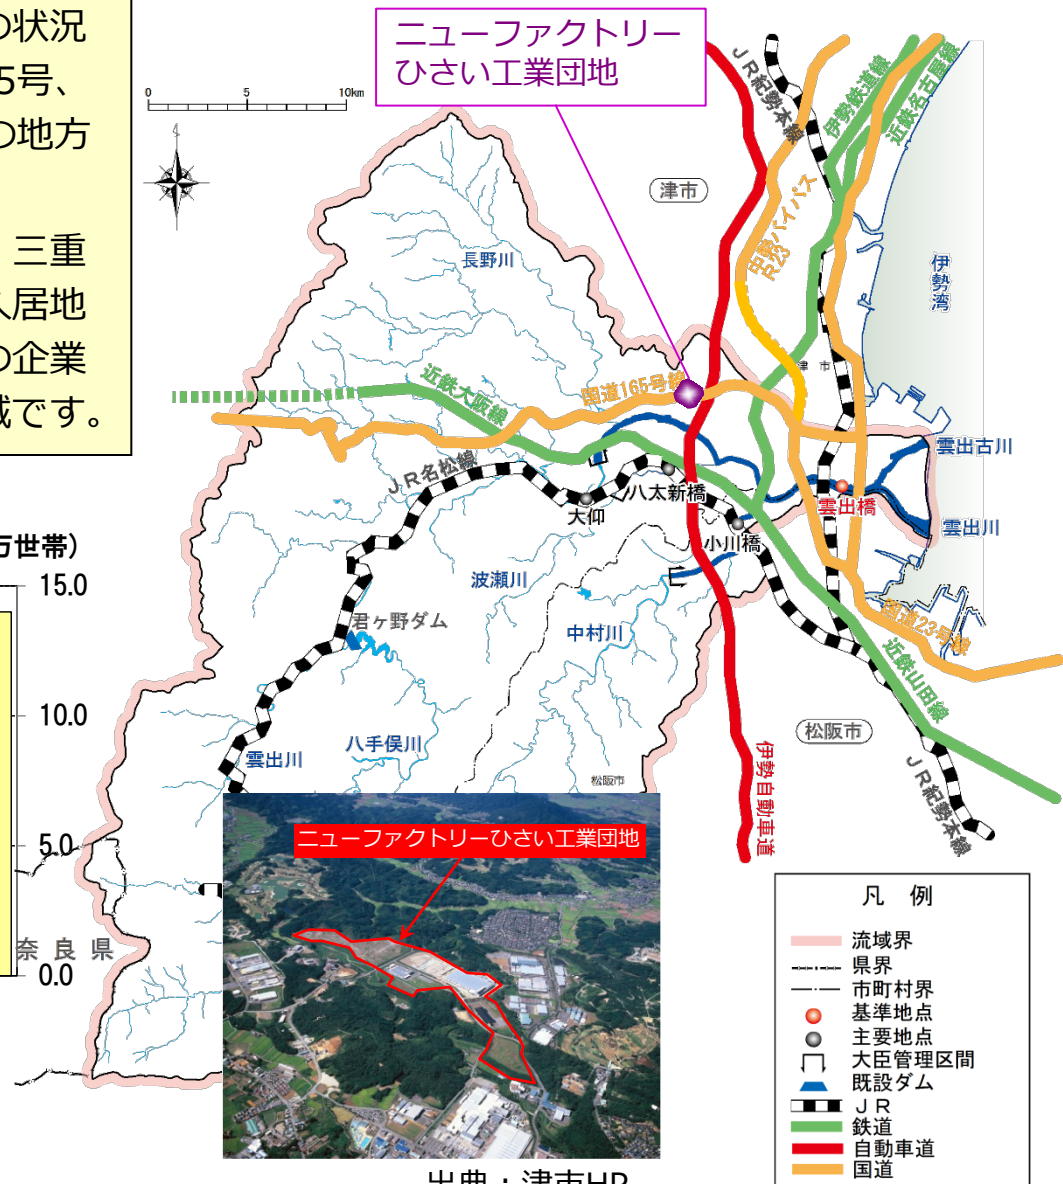 の状況
5号、
の地方
三重
入居地
の企業
域です。
ニューファクトリー
ひさい工業団地
0 5 10km
津市
JR紀勢本線
伊勢鉄道線
近鉄名古屋線
中勢バイパス
R23
伊勢湾
長野川
近鉄大阪線
国道165号線
津市
JR名松線
八太新橋
大仰
小川橋
雲出橋
雲出古川
雲出川
波瀬川
中村川
君ヶ野ダム
国道23号線
近鉄山田線
松阪市
雲出川
八手俣川
松阪市
伊勢自動車道
JR紀勢本線
万世帯）
15.0
10.0
5.0
0.0
奈良県
ニューファクトリーひさい工業団地
出典：津市HP
凡 例
流域界
県界
市町村界
基準地点
主要地点
大臣管理区間
既設ダム
ＪＲ
鉄道
自動車道
国道